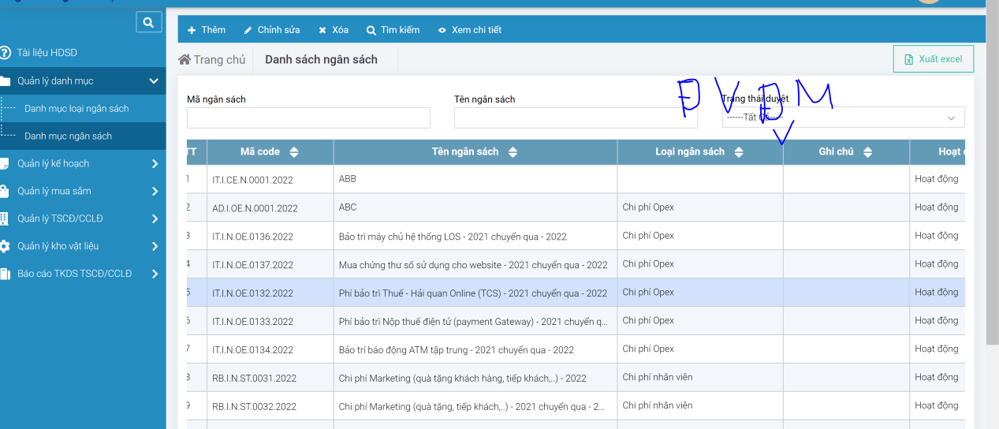 Thêm Chỉnh sửa Xóa Tìm kiếm Xem chi tiết
Tài liệu HDSD
Trang chủ Danh sách ngân sách Xuất excel
Quản lý danh mục
Danh mục loại ngân sách
Danh mục ngân sách
Quản lý kế hoạch
Quản lý mua sắm
Quản lý TSCĐ/CCLĐ
Quản lý kho vật liệu
Báo cáo TKDS TSCĐ/CCLĐ
ĐVĐM
Mã ngân sách Tên ngân sách Trạng thái duyệt
------Tất Cả-----
TT Mã code Tên ngân sách Loại ngân sách Ghi chú Hoạt
1 IT.I.CE.N.0001.2022 ABB Hoạt động
2 AD.I.OE.N.0001.2022 ABC Chi phí Opex Hoạt động
3 IT.I.N.OE.0136.2022 Bảo trì máy chủ hệ thống LOS - 2021 chuyển qua - 2022 Chi phí Opex Hoạt động
4 IT.I.N.OE.0137.2022 Mua chứng thư số sử dụng cho website - 2021 chuyển qua - 2022 Chi phí Opex Hoạt động
5 IT.I.N.OE.0132.2022 Phí bảo trì Thuế - Hải quan Online (TCS) - 2021 chuyển qua - 2022 Chi phí Opex Hoạt động
6 IT.I.N.OE.0133.2022 Phí bảo trì Nộp thuế điện tử (payment Gateway) - 2021 chuyển q... Chi phí Opex Hoạt động
7 IT.I.N.OE.0134.2022 Bảo trí báo động ATM tập trung - 2021 chuyển qua - 2022 Chi phí Opex Hoạt động
8 RB.I.N.ST.0031.2022 Chi phí Marketing (quà tặng khách hàng, tiếp khách,..) - 2022 Chi phí nhân viên Hoạt động
9 RB.I.N.ST.0032.2022 Chi phí Marketing (quà tặng, tiếp khách,..) - 2021 chuyển qua - 2... Chi phí nhân viên Hoạt động